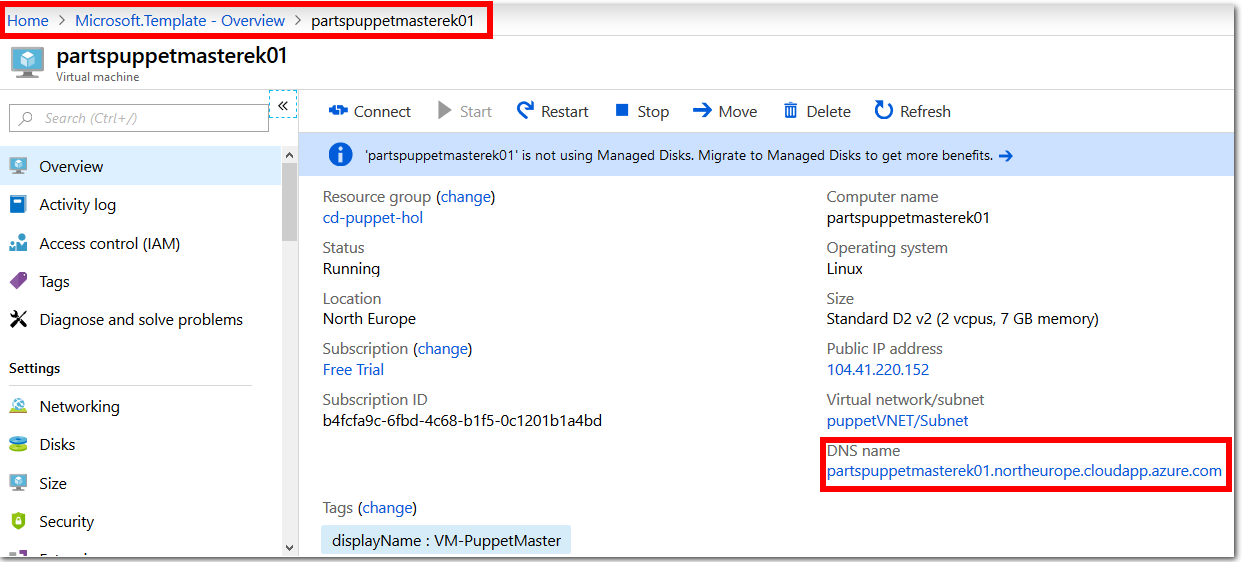 Home > Microsoft.Template - Overview > partspuppetmasterek01
partspuppetmasterek01
Virtual machine
«
Search (Ctrl+/)
Overview
Activity log
Access control (IAM)
Tags
Diagnose and solve problems
Settings
Networking
Disks
Size
Security
Connect Start Restart Stop Move Delete Refresh
'partspuppetmasterek01' is not using Managed Disks. Migrate to Managed Disks to get more benefits. →
Resource group (change)
cd-puppet-hol
Status
Running
Location
North Europe
Subscription (change)
Free Trial
Subscription ID
b4fcfa9c-6fbd-4c68-b1f5-0c1201b1a4bd
Computer name
partspuppetmasterek01
Operating system
Linux
Size
Standard D2 v2 (2 vcpus, 7 GB memory)
Public IP address
104.41.220.152
Virtual network/subnet
puppetVNET/Subnet
DNS name
partspuppetmasterek01.northeurope.cloudapp.azure.com
Tags (change)
displayName : VM-PuppetMaster